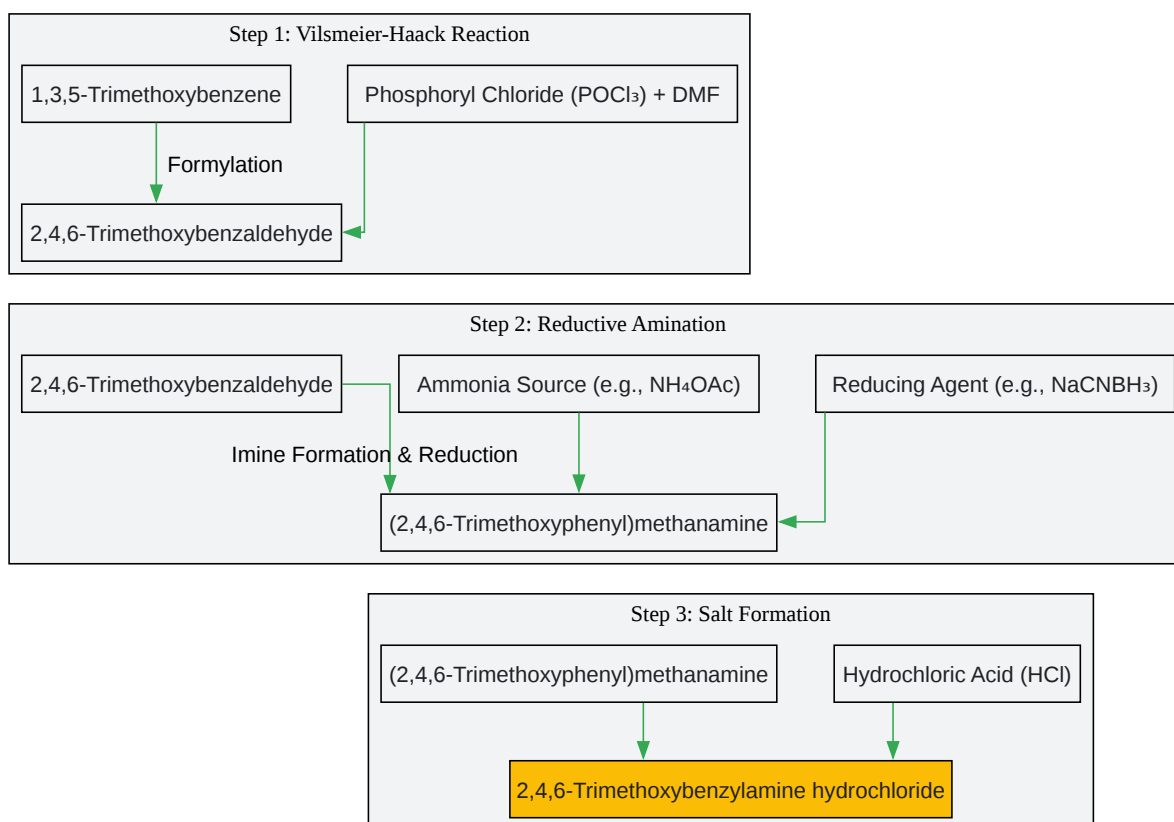 Step 1: Vilsmeier-Haack Reaction
1,3,5-Trimethoxybenzene
Phosphoryl Chloride (POCl₃) + DMF
Formylation
2,4,6-Trimethoxybenzaldehyde
Step 2: Reductive Amination
2,4,6-Trimethoxybenzaldehyde
Ammonia Source (e.g., NH₄OAc)
Reducing Agent (e.g., NaCNBH₃)
Imine Formation & Reduction
(2,4,6-Trimethoxyphenyl)methanamine
Step 3: Salt Formation
(2,4,6-Trimethoxyphenyl)methanamine
Hydrochloric Acid (HCl)
2,4,6-Trimethoxybenzylamine hydrochloride